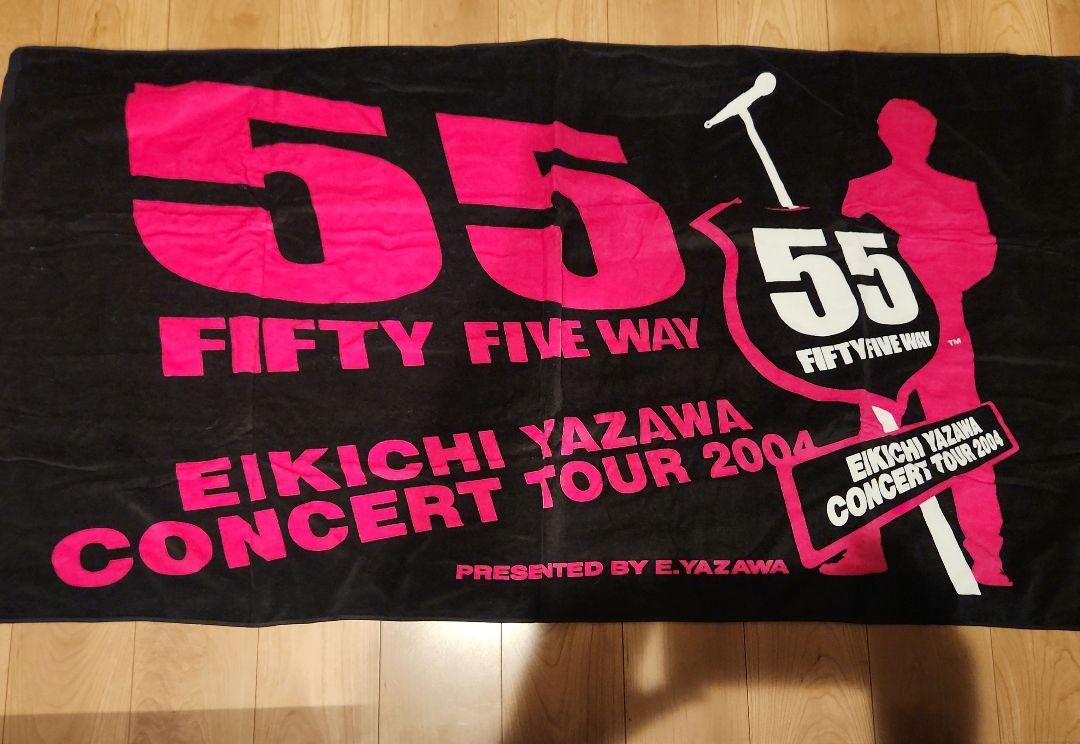 55
FIFTY FIVE WAY
EIKICHI YAZAWA
CONCERT TOUR 2004
PRESENTED BY E.YAZAWA
55
FIFTY FIVE WAY
TM
EIKICHI YAZAWA
CONCERT TOUR 2004